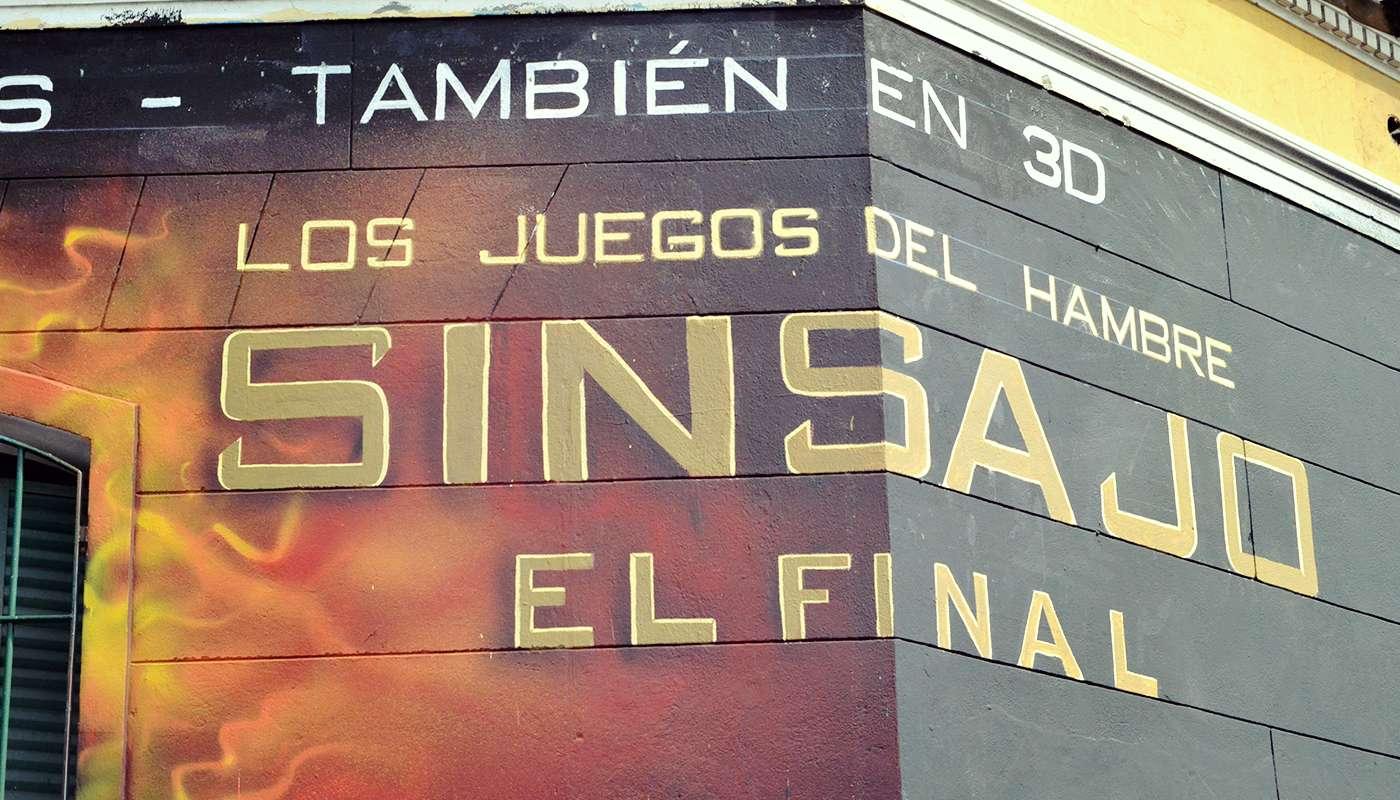 S - TAMBIÉN EN 3D
LOS JUEGOS DEL HAMBRE
SINSAJO
EL FINAL